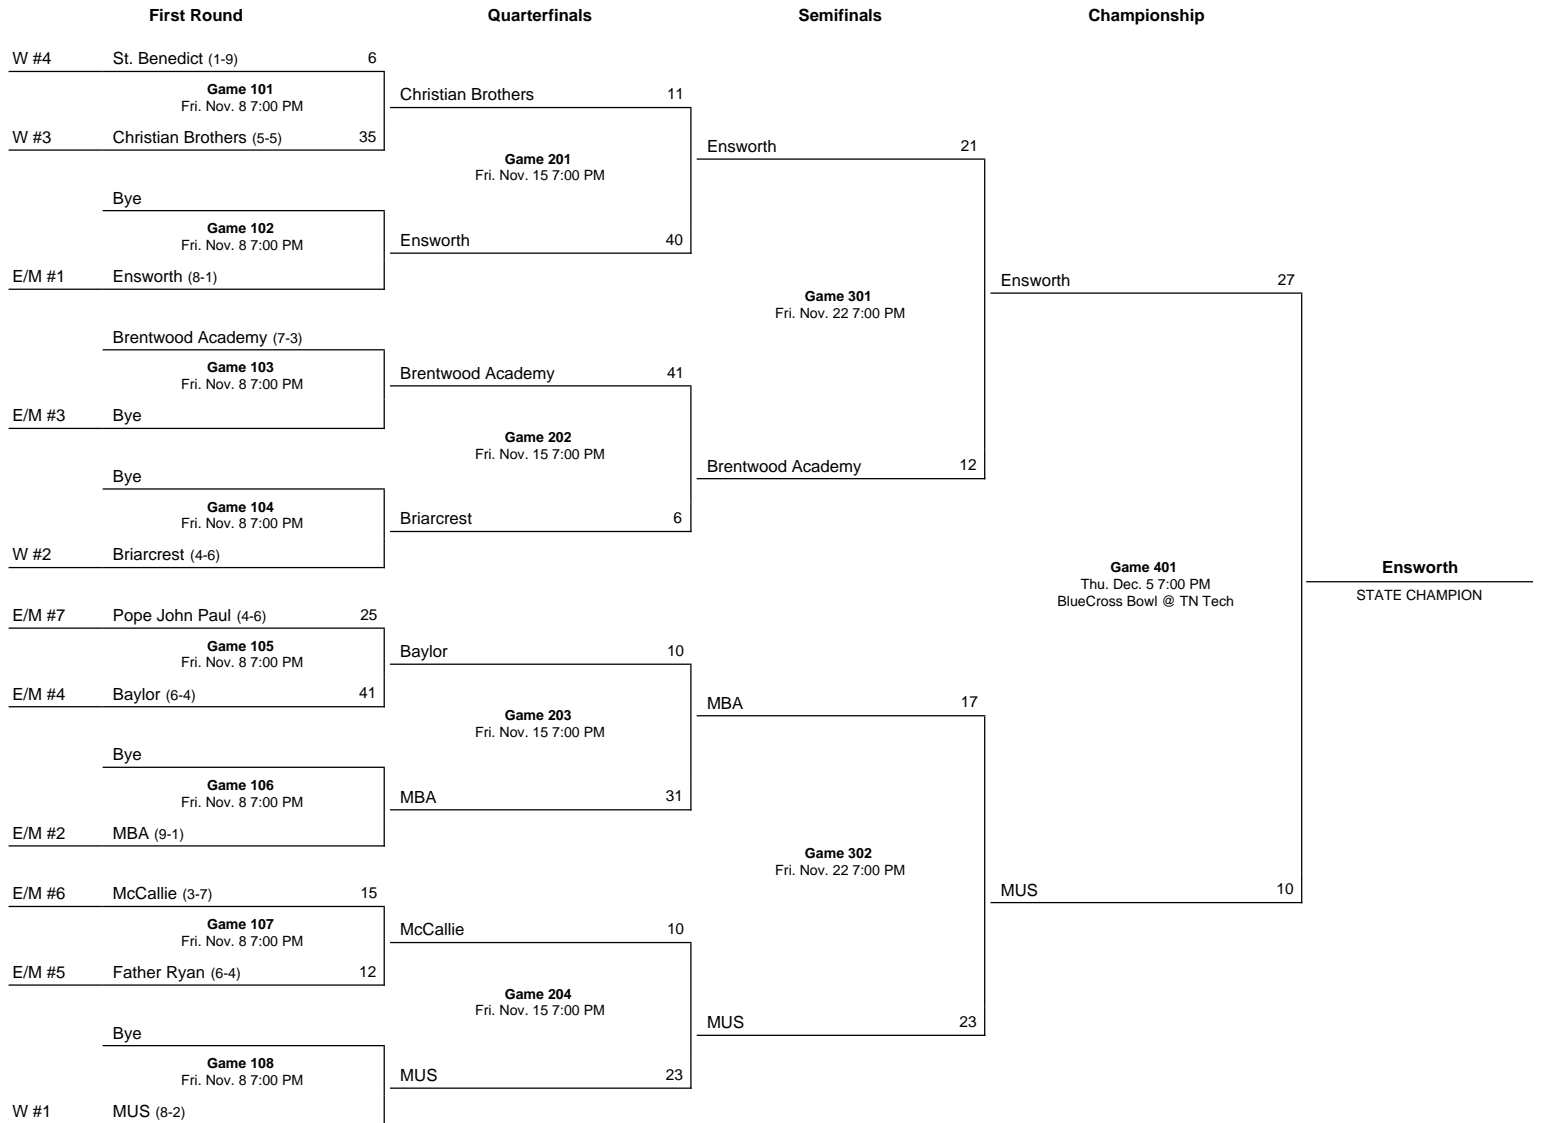 First Round Quarterfinals Semifinals Championship
W #4 St. Benedict (1-9) 6
Game 101
Fri. Nov. 8 7:00 PM
W #3 Christian Brothers (5-5) 35
Bye
Game 102
Fri. Nov. 8 7:00 PM
E/M #1 Ensworth (8-1)
Brentwood Academy (7-3)
Game 103
Fri. Nov. 8 7:00 PM
E/M #3 Bye
Bye
Game 104
Fri. Nov. 8 7:00 PM
W #2 Briarcrest (4-6)
E/M #7 Pope John Paul (4-6) 25
Game 105
Fri. Nov. 8 7:00 PM
E/M #4 Baylor (6-4) 41
Bye
Game 106
Fri. Nov. 8 7:00 PM
E/M #2 MBA (9-1)
E/M #6 McCallie (3-7) 15
Game 107
Fri. Nov. 8 7:00 PM
E/M #5 Father Ryan (6-4) 12
Bye
Game 108
Fri. Nov. 8 7:00 PM
W #1 MUS (8-2)
Christian Brothers 11
Game 201
Fri. Nov. 15 7:00 PM
Ensworth 40
Brentwood Academy 41
Game 202
Fri. Nov. 15 7:00 PM
Briarcrest 6
Baylor 10
Game 203
Fri. Nov. 15 7:00 PM
MBA 31
McCallie 10
Game 204
Fri. Nov. 15 7:00 PM
MUS 23
Ensworth 21
Game 301
Fri. Nov. 22 7:00 PM
Brentwood Academy 12
MBA 17
Game 302
Fri. Nov. 22 7:00 PM
MUS 23
Ensworth 27
Game 401
Thu. Dec. 5 7:00 PM
BlueCross Bowl @ TN Tech
MUS 10
Ensworth
STATE CHAMPION